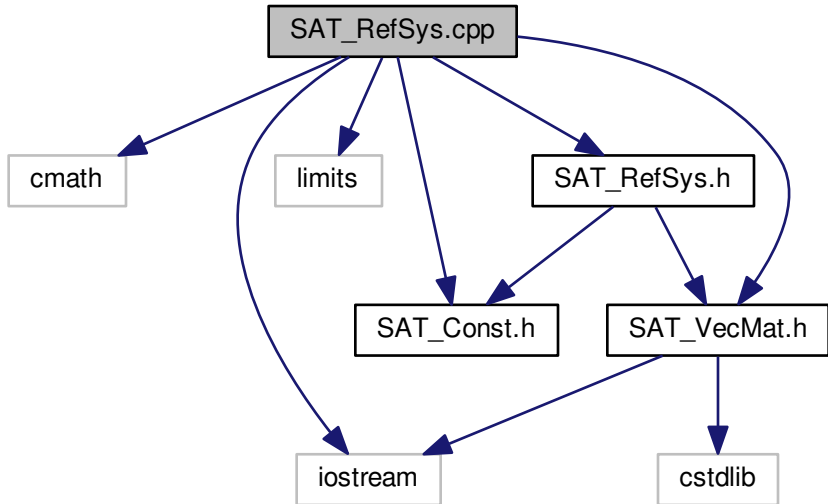 SAT_RefSys.cpp
cmath
limits
SAT_RefSys.h
SAT_Const.h
SAT_VecMat.h
iostream
cstdlib